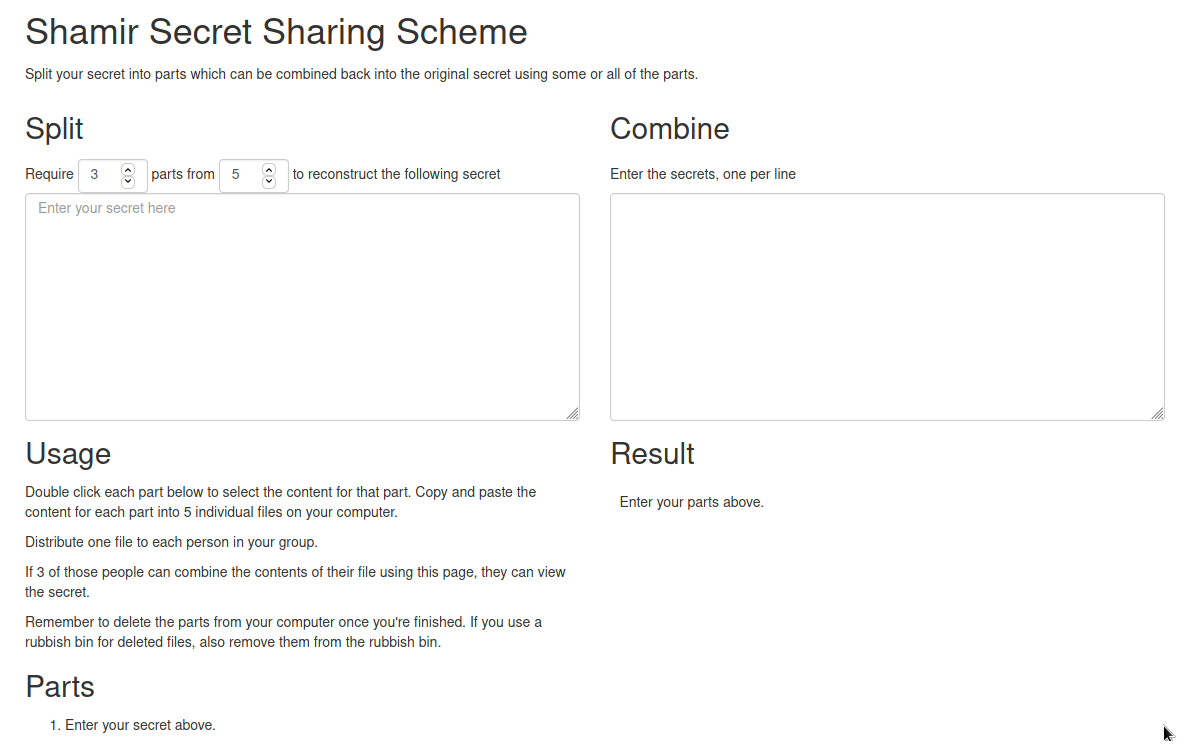 Shamir Secret Sharing Scheme
Split your secret into parts which can be combined back into the original secret using some or all of the parts.
Split
Require 3 parts from 5 to reconstruct the following secret
Enter your secret here
Usage
Double click each part below to select the content for that part. Copy and paste the
content for each part into 5 individual files on your computer.
Distribute one file to each person in your group.
If 3 of those people can combine the contents of their file using this page, they can view
the secret.
Remember to delete the parts from your computer once you're finished. If you use a
rubbish bin for deleted files, also remove them from the rubbish bin.
Parts
1. Enter your secret above.
Combine
Enter the secrets, one per line
Result
Enter your parts above.